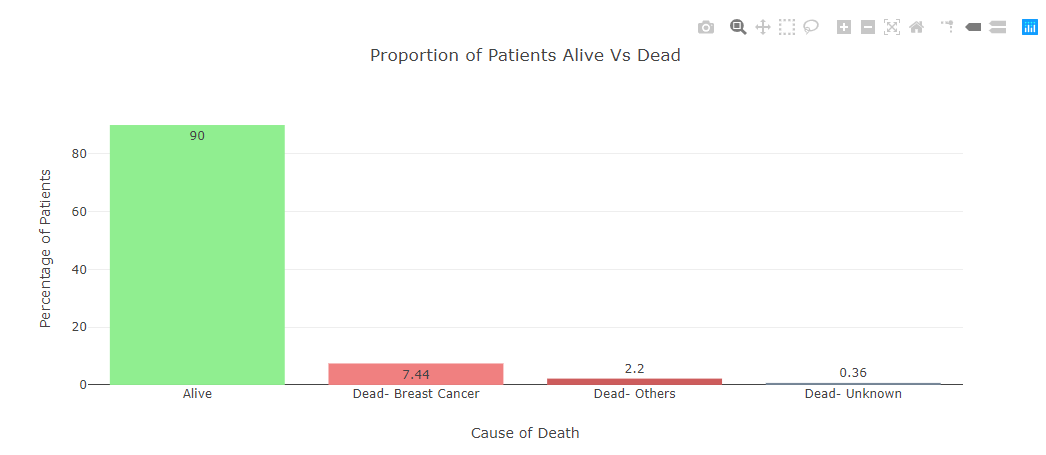 Proportion of Patients Alive Vs Dead
Percentage of Patients
80
60
40
20
0
90
7.44
2.2
0.36
Alive
Dead- Breast Cancer
Dead- Others
Dead- Unknown
Cause of Death